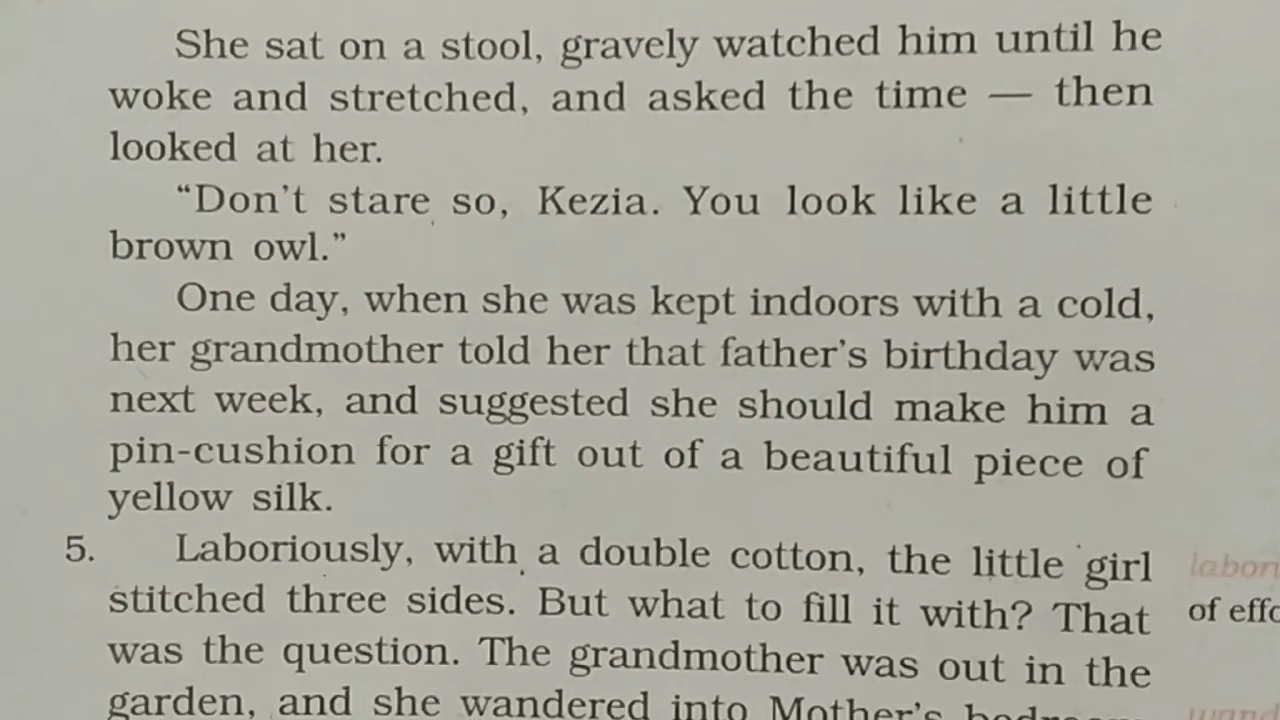 She sat on a stool, gravely watched him until he
woke and stretched, and asked the time — then
looked at her.
“Don't stare so, Kezia. You look like a little
brown owl.”
One day, when she was kept indoors with a cold,
her grandmother told her that father's birthday was
next week, and suggested she should make him a
pin-cushion for a gift out of a beautiful piece of
yellow silk.
5. Laboriously, with a double cotton, the little girl
stitched three sides. But what to fill it with? That
was the question. The grandmother was out in the
garden, and she wandered into Mother's
of